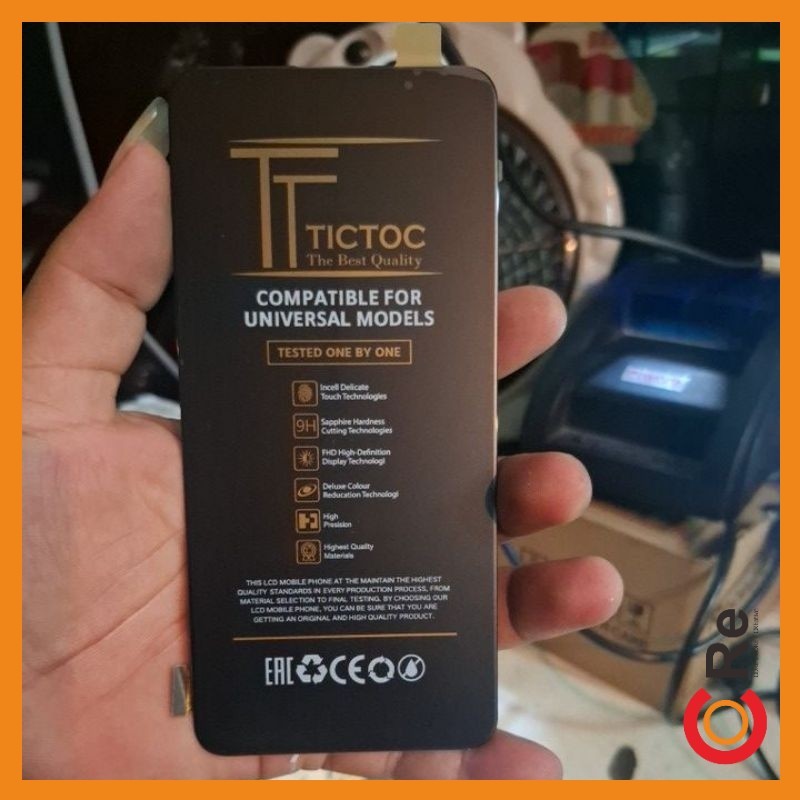 TT
TICTOC
The Best Quality
COMPATIBLE FOR
UNIVERSAL MODELS
TESTED ONE BY ONE
Incell Delicate
Touch Technologies
9H
Sapphire Hardness
Cutting Technologies
FHD High-Definition
Display Technologi
Deluxe Colour
Reducation Technologi
High
Presision
Highest Quality
Materials
THIS LCD MOBILE PHONE AT THE MAINTAIN THE HIGHEST
QUALITY STANDARDS IN EVERY PRODUCTION PROCESS, FROM
MATERIAL SELECTION TO FINAL TESTING. BY CHOOSING OUR
LCD MOBILE PHONE, YOU CAN BE SURE THAT YOU ARE
GETTING AN ORIGINAL AND HIGH QUALITY PRODUCT.
EAC CE
Re